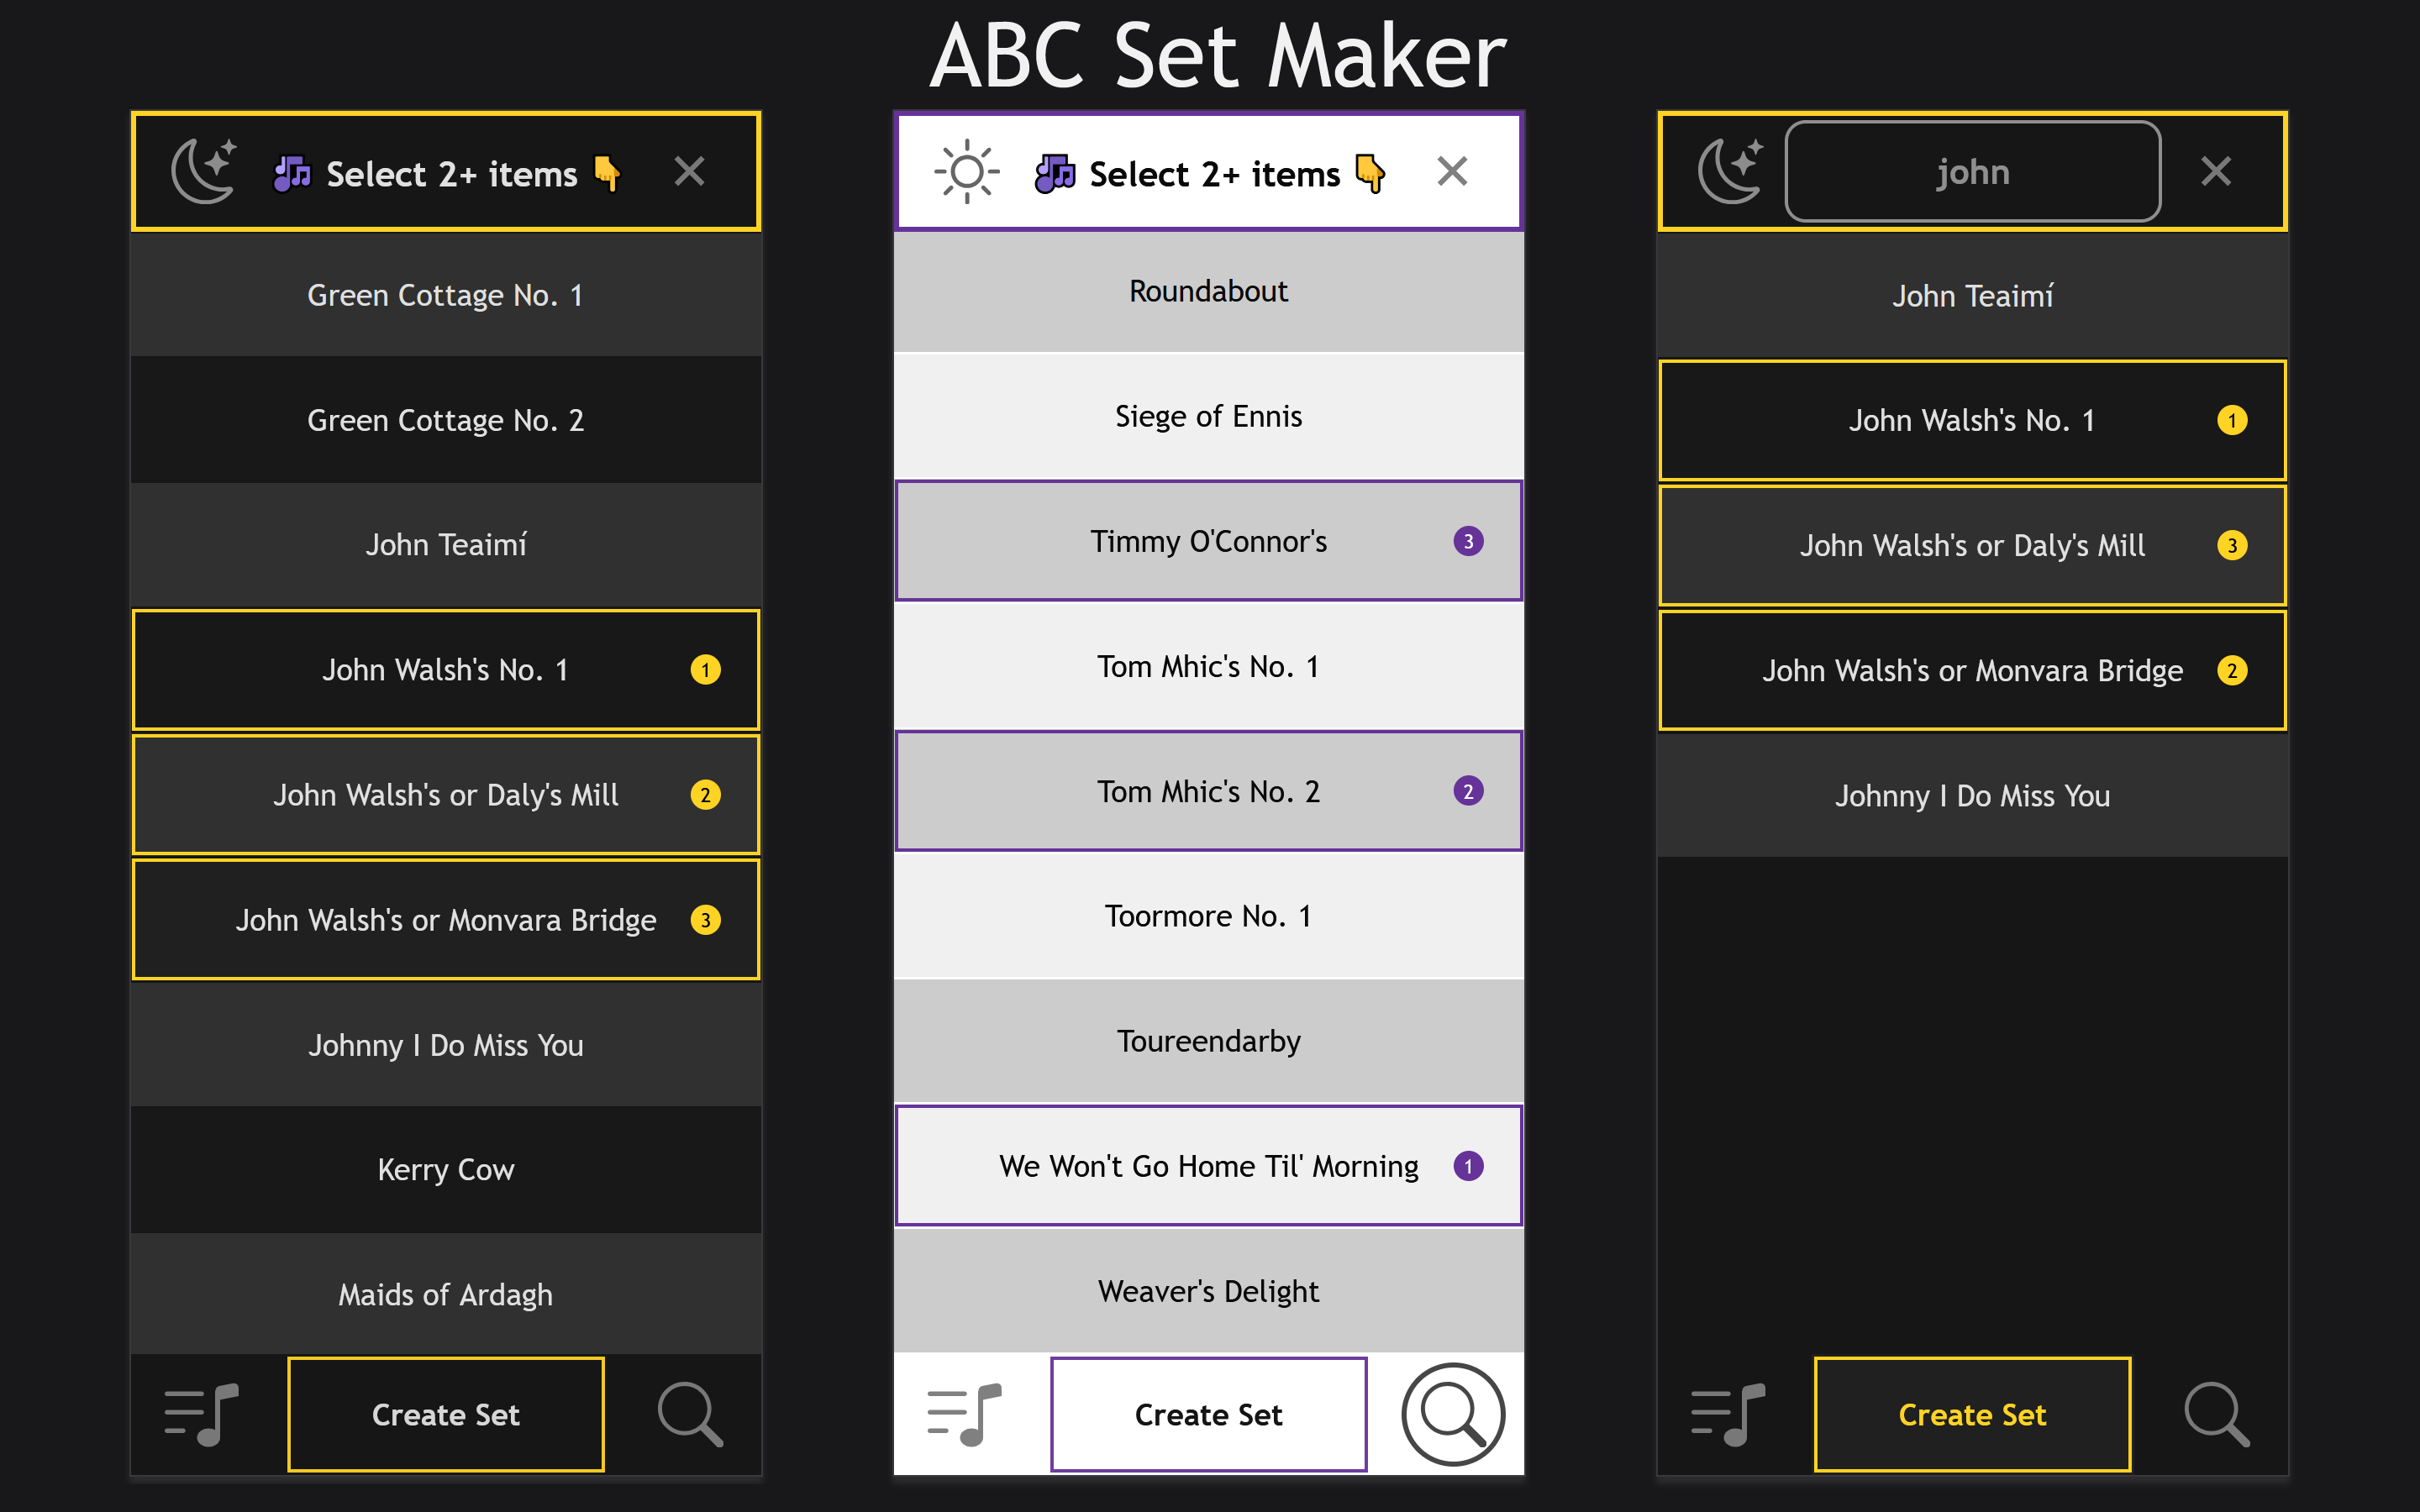 ABC Set Maker
Select 2+ items
Green Cottage No. 1
Green Cottage No. 2
John Teaimí
John Walsh's No. 1 1
John Walsh's or Daly's Mill 2
John Walsh's or Monvara Bridge 3
Johnny I Do Miss You
Kerry Cow
Maids of Ardagh
Create Set
Select 2+ items
Roundabout
Siege of Ennis
Timmy O'Connor's 3
Tom Mhic's No. 1
Tom Mhic's No. 2 2
Toormore No. 1
Toureendarby
We Won't Go Home Til' Morning 1
Weaver's Delight
Create Set
john
John Teaimí
John Walsh's No. 1 1
John Walsh's or Daly's Mill 3
John Walsh's or Monvara Bridge 2
Johnny I Do Miss You
Create Set